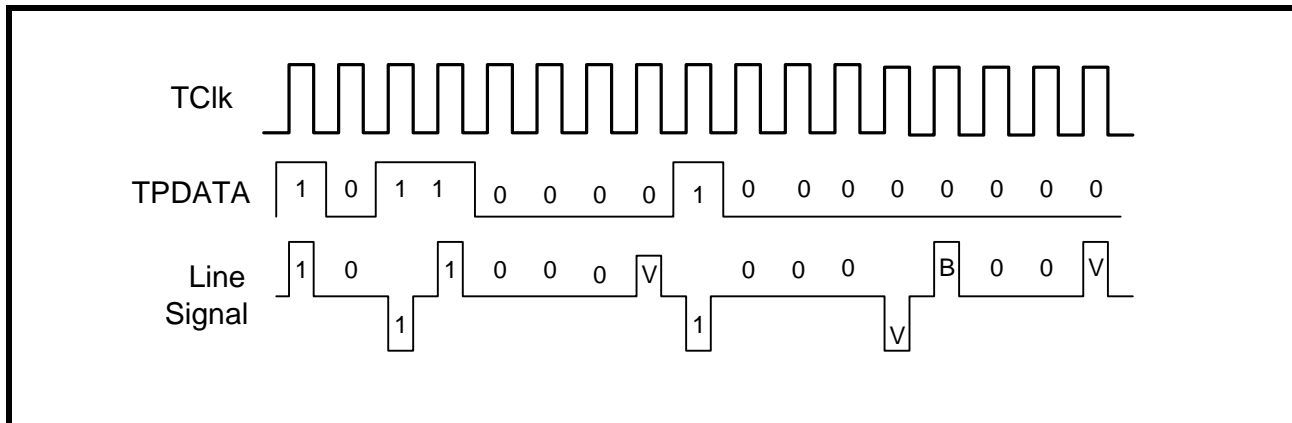 TClk
TPDATA 1 0 1 1 0 0 0 0 1 0 0 0 0 0 0 0 0
Line Signal 1 0 1 1 0 0 0 V 1 0 0 0 V B 0 0 V